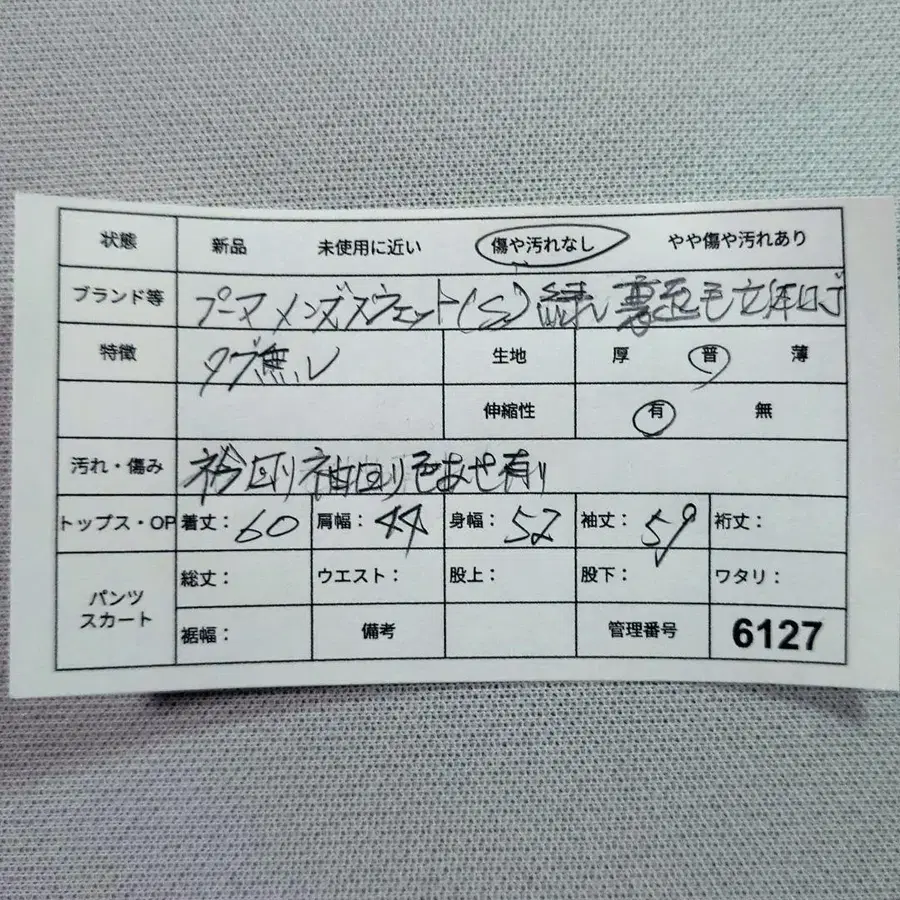 状態 新品 未使用に近い 傷や汚れなし やや傷や汚れあり
ブランド等 プーマ メンズスウェット(S) 緑 裏起毛 立体ロゴ
特徴 タグ無し 生地 厚 普 薄
伸縮性 有 無
汚れ・傷み 衿回り 袖回り 色あせ有り
トップス・OP 着丈: 60 肩幅: 44 身幅: 52 袖丈: 59 裄丈:
パンツ スカート 総丈: ウエスト: 股上: 股下: ワタリ:
裾幅: 備考 管理番号 6127